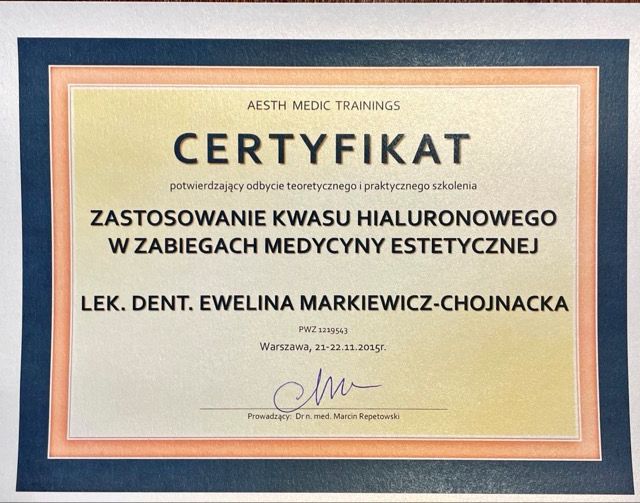 AESTH MEDIC TRAININGS
CERTYFIKAT
potwierdzający odbycie teoretycznego i praktycznego szkolenia
ZASTOSOWANIE KWASU HIALURONOWEGO
W ZABIEGACH MEDYCYNY ESTETYCZNEJ
LEK. DENT. EWELINA MARKIEWICZ-CHOJNACKA
PWZ 1219543
Warszawa, 21-22.11.2015r.
Prowadzący: Dr n. med. Marcin Repetowski